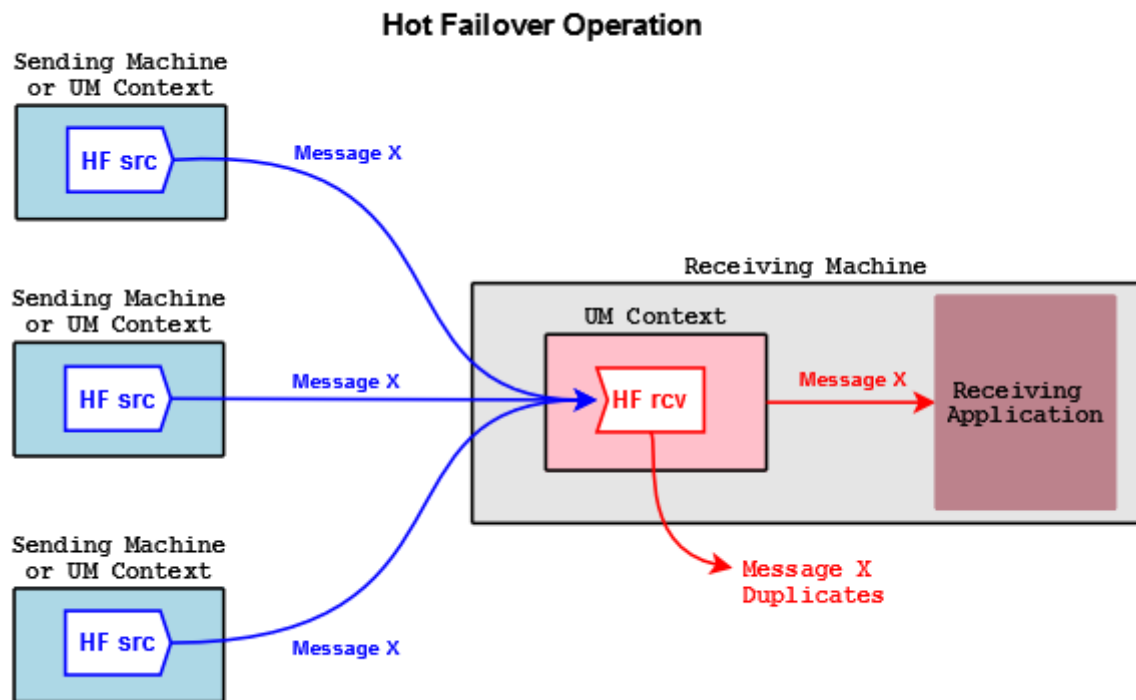 Hot Failover Operation
Sending Machine
or UM Context
HF src
Message X
Receiving Machine
Sending Machine
or UM Context
HF src
Message X
UM Context
HF rcv
Message X
Receiving
Application
Sending Machine
or UM Context
HF src
Message X
Message X
Duplicates